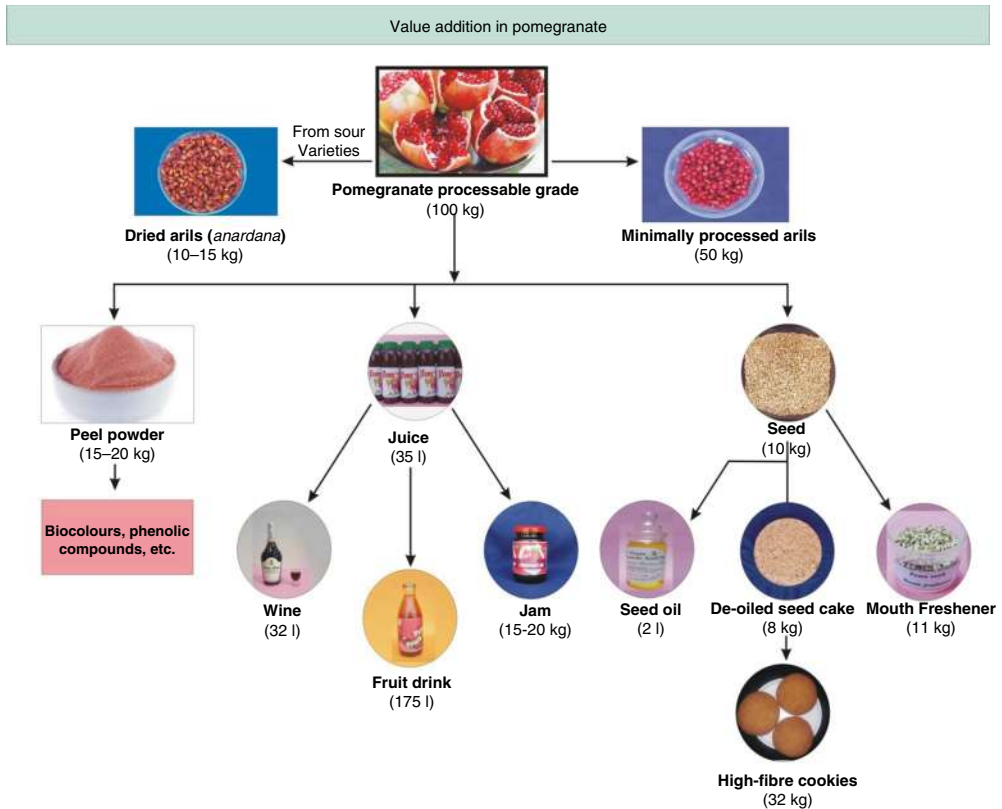 Value addition in pomegranate
From sour
Varieties
Pomegranate processable grade
(100 kg)
Dried arils (anardana)
(10–15 kg)
Minimally processed arils
(50 kg)
Peel powder
(15–20 kg)
Juice
(35 l)
Seed
(10 kg)
Biocolours, phenolic
compounds, etc.
Wine
(32 l)
Fruit drink
(175 l)
Jam
(15-20 kg)
Seed oil
(2 l)
De-oiled seed cake
(8 kg)
Mouth Freshener
(11 kg)
High-fibre cookies
(32 kg)